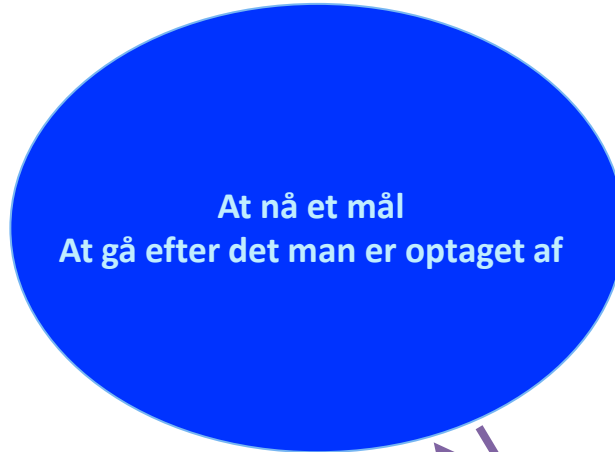 At nå et mål
At gå efter det man er optaget af